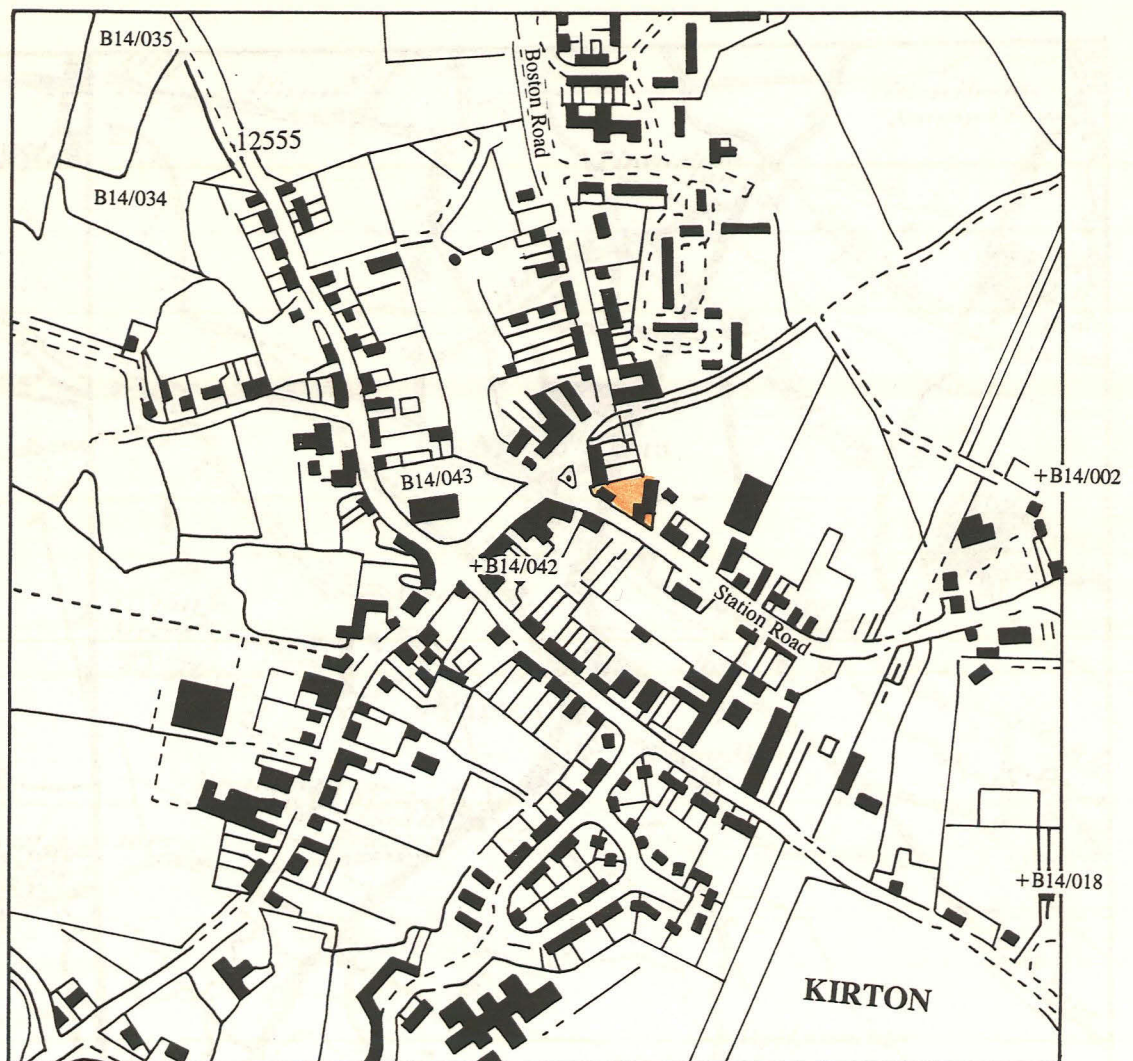 B14/035
Boston Road
12555
B14/034
B14/043
+B14/002
+B14/042
Station Road
+B14/018
KIRTON